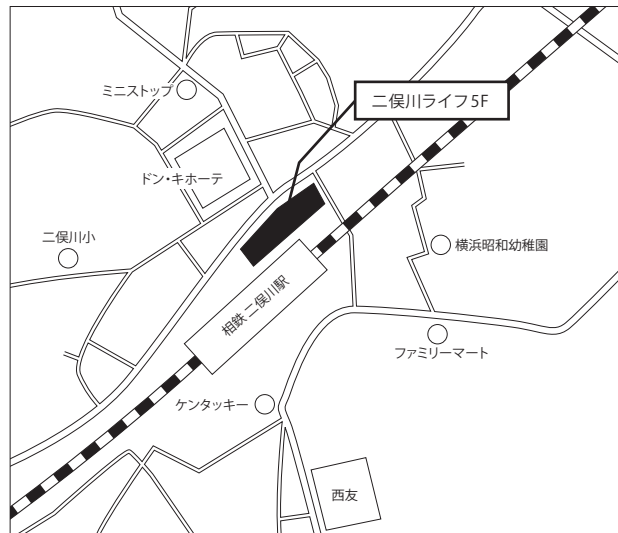 ミニストップ
二俣川ライフ5F
ドン・キホーテ
二俣川小
横浜昭和幼稚園
相鉄 二俣川駅
ファミリーマート
ケンタッキー
西友